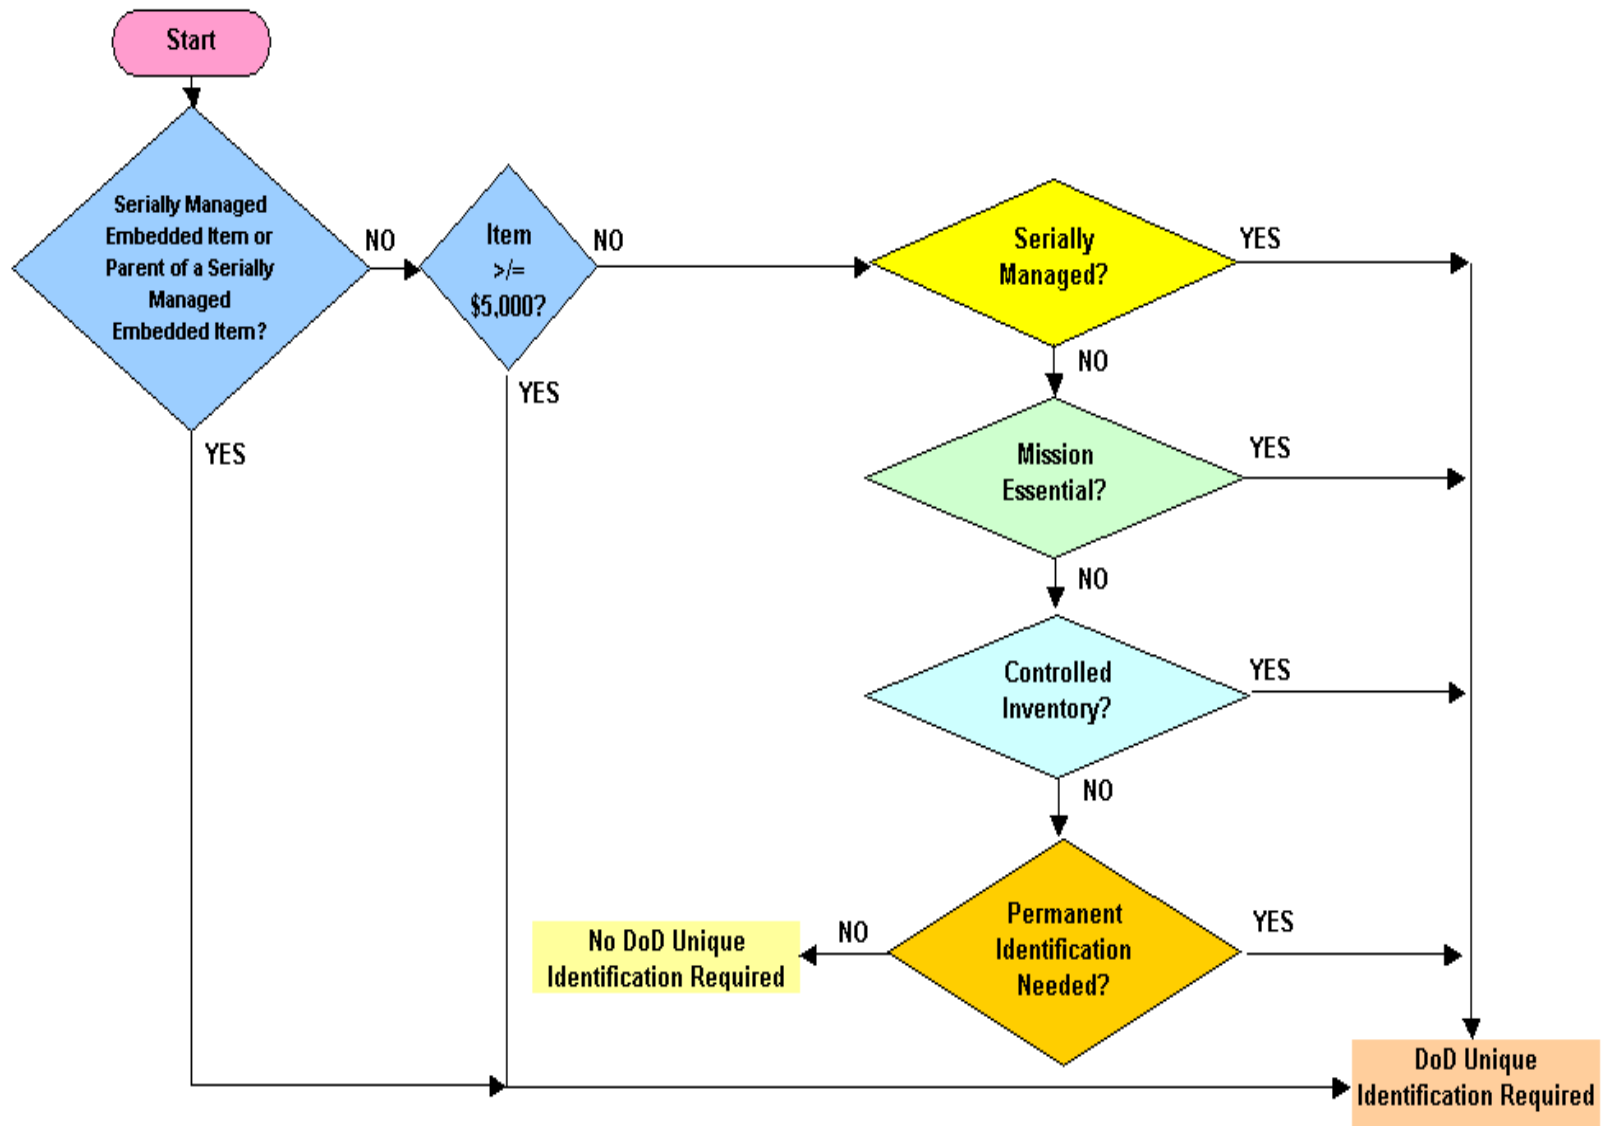 Start
Serially Managed
Embedded Item or
Parent of a Serially
Managed
Embedded Item?
NO
YES
Item
>/=
$5,000?
NO
YES
Serially
Managed?
YES
NO
Mission
Essential?
YES
NO
Controlled
Inventory?
YES
NO
Permanent
Identification
Needed?
YES
NO
No DoD Unique
Identification Required
DoD Unique
Identification Required